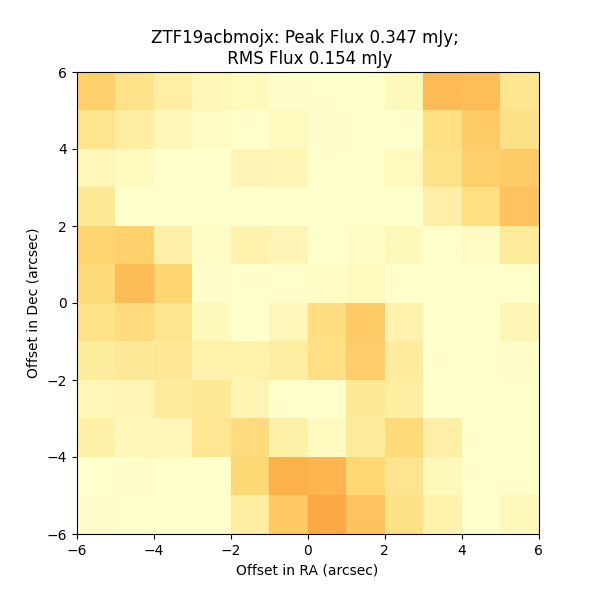 ZTF19acbmojx: Peak Flux 0.347 mJy;
RMS Flux 0.154 mJy
6
4
2
0
−2
−4
−6
Offset in Dec (arcsec)
−6 −4 −2 0 2 4 6
Offset in RA (arcsec)